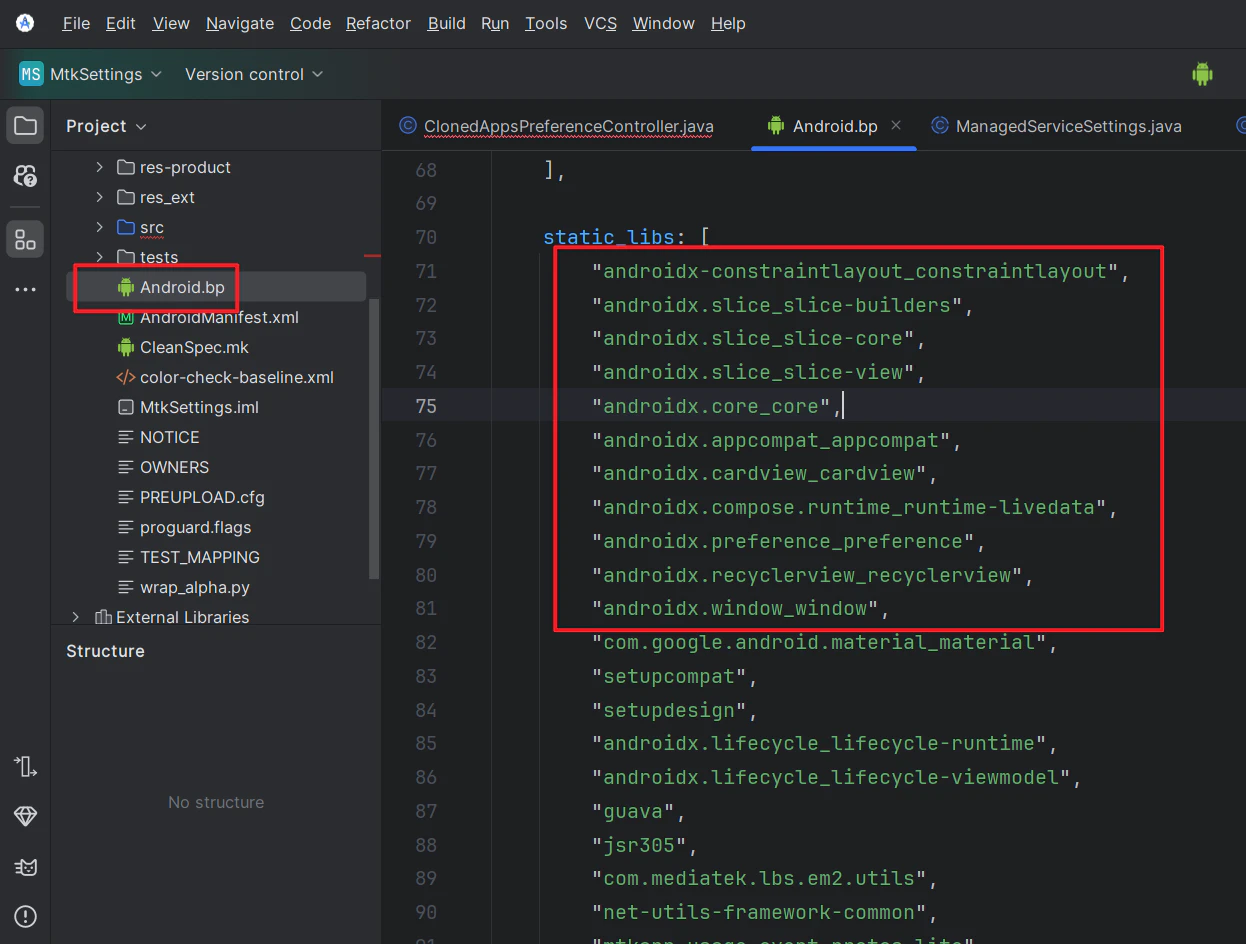 File Edit View Navigate Code Refactor Build Run Tools VCS Window Help
MS MtkSettings Version control
Project
ClonedAppsPreferenceController.java Android.bp ManagedServiceSettings.java
res-product
res_ext
src
tests
Android.bp
AndroidManifest.xml
CleanSpec.mk
color-check-baseline.xml
MtkSettings.iml
NOTICE
OWNERS
PREUPLOAD.cfg
proguard.flags
TEST_MAPPING
wrap_alpha.py
External Libraries
Structure
No structure
68 ],
69
70 static_libs: [
71 "androidx-constraintlayout_constraintlayout",
72 "androidx.slice_slice-builders",
73 "androidx.slice_slice-core",
74 "androidx.slice_slice-view",
75 "androidx.core_core",
76 "androidx.appcompat_appcompat",
77 "androidx.cardview_cardview",
78 "androidx.compose.runtime_runtime-livedata",
79 "androidx.preference_preference",
80 "androidx.recyclerview_recyclerview",
81 "androidx.window_window",
82 "com.google.android.material_material",
83 "setupcompat",
84 "setupdesign",
85 "androidx.lifecycle_lifecycle-runtime",
86 "androidx.lifecycle_lifecycle-viewmodel",
87 "guava",
88 "jsr305",
89 "com.mediatek.lbs.em2.utils",
90 "net-utils-framework-common",